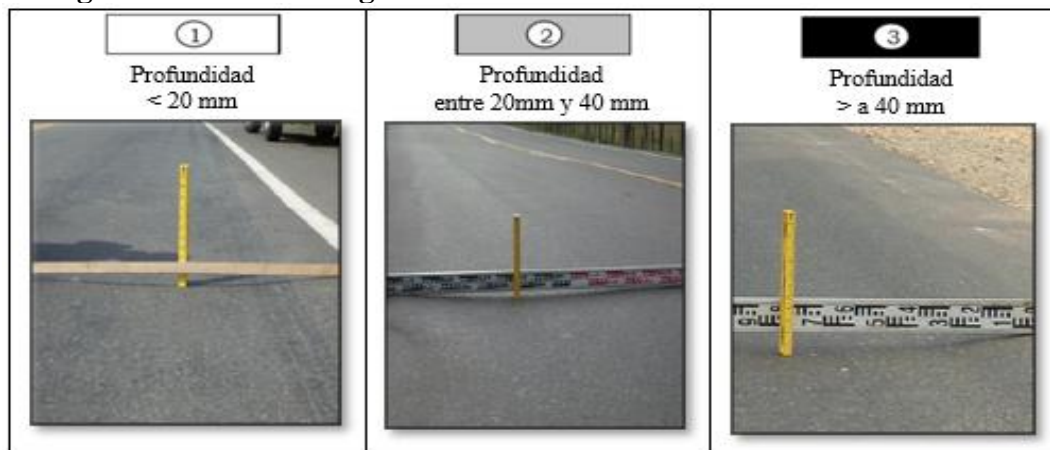 1
Profundidad
< 20 mm
2
Profundidad
entre 20mm y 40 mm
3
Profundidad
> a 40 mm